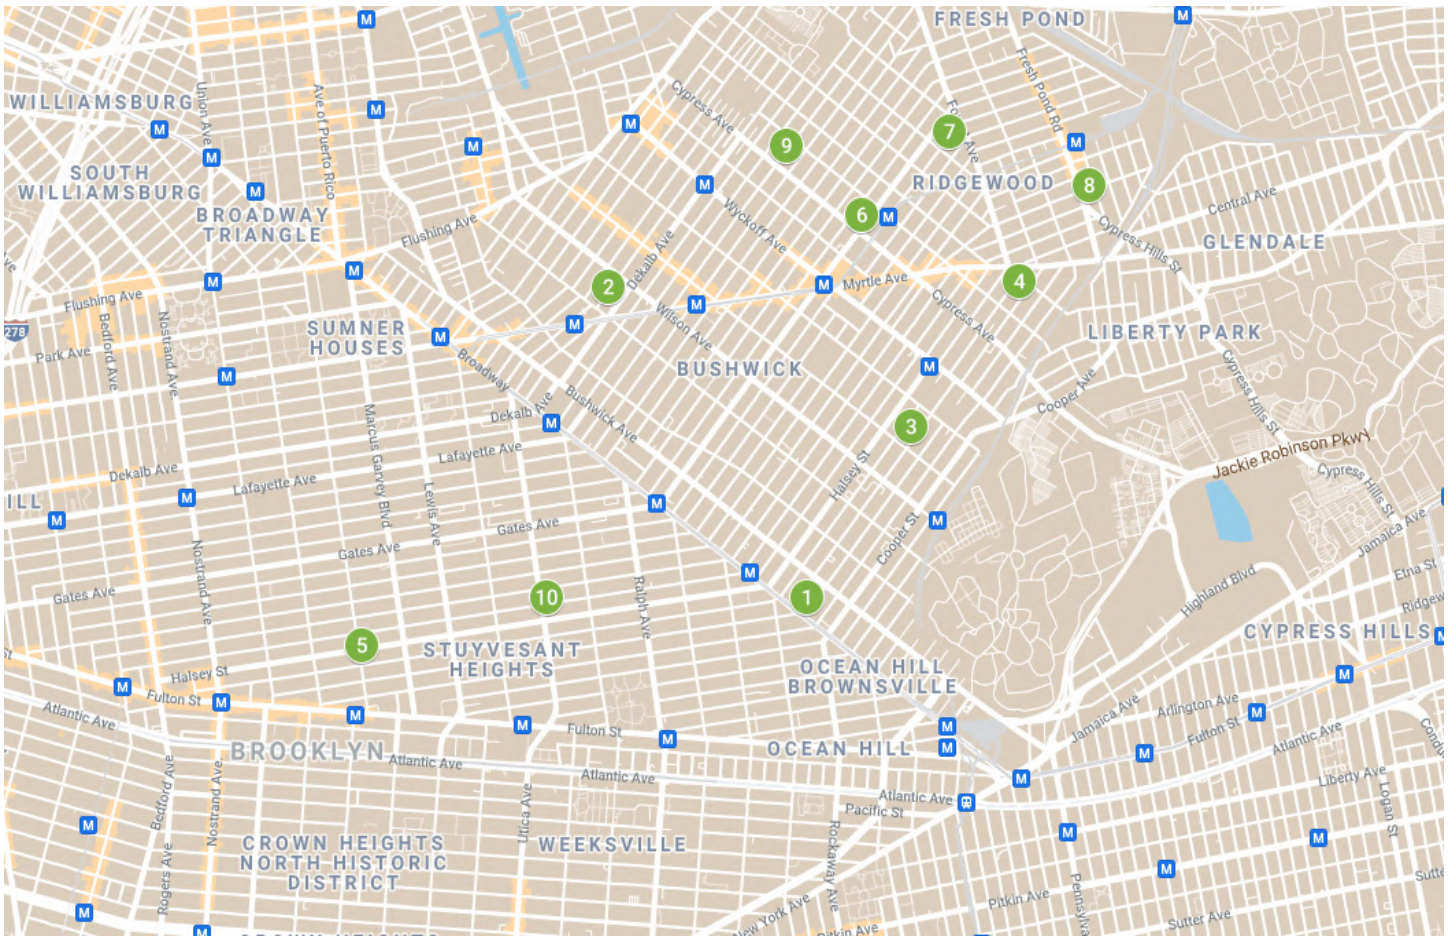 FRESH POND
M
M
Fresh Pond Rd
WILLIAMSBURG
Union Ave
Ave of Puerto Rico
Cypress Ave
M
M
M
7
M
M
9
M
SOUTH
WILLIAMSBURG
M
M
RIDGEWOOD
8
BROADWAY
TRIANGLE
Flushing Ave
Wyckoff Ave
6
M
Central Ave
Cypress Hills St
GLENDALE
Dekalb Ave
M
M
2
M
Myrtle Ave
4
Flushing Ave
278
Bedford Ave
Nostrand Ave
M
Wilson Ave
Cypress Ave
SUMNER
HOUSES
M
M
LIBERTY PARK
Park Ave
M
Broadway
BUSHWICK
M
Cypress Hills St
Cooper Ave
Marcus Garvey Blvd
Dekalb Ave
M
Bushwick Ave
3
Lafayette Ave
Jackie Robinson Pkwy
Dekalb Ave
Lafayette Ave
Halsey St
Cypress Hills St
ILL
M
M
Lewis Ave
M
M
Gates Ave
Cooper St
Jamaica Ave
Gates Ave
Nostrand Ave
M
Etna St
Gates Ave
10
Ralph Ave
1
Highland Blvd
CYPRESS HILLS
M
5
STUYVESANT
HEIGHTS
OCEAN HILL
BROWNSVILLE
Halsey St
M
Fulton St
M
M
M
Fulton St
M
M
Atlantic Ave
BROOKLYN
Atlantic Ave
Atlantic Ave
OCEAN HILL
M
M
Jamaica Ave
Arlington Ave
M
Fulton St
M
Atlantic Ave
M
Liberty Ave
Bedford Ave
Nostrand Ave
Utica Ave
Atlantic Ave
Pacific St
Logan St
M
CROWN HEIGHTS
NORTH HISTORIC
DISTRICT
WEEKSVILLE
Rockaway Ave
M
M
M
Rogers Ave
M
Pitkin Ave
Sutter Ave
M